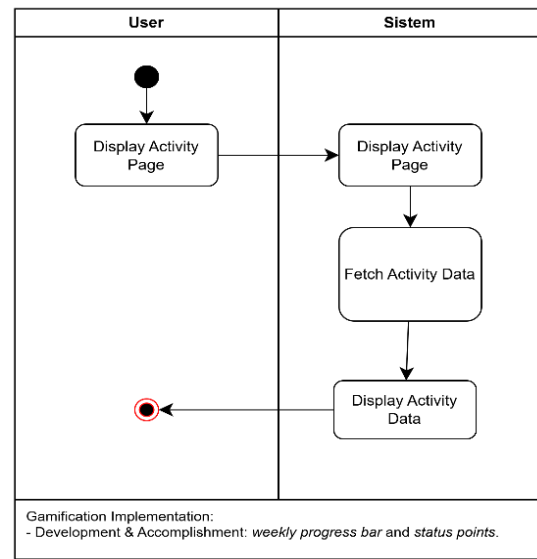 User
Sistem
Display Activity
Page
Display Activity
Page
Fetch Activity Data
Display Activity
Data
Gamification Implementation:
- Development & Accomplishment: weekly progress bar and status points.